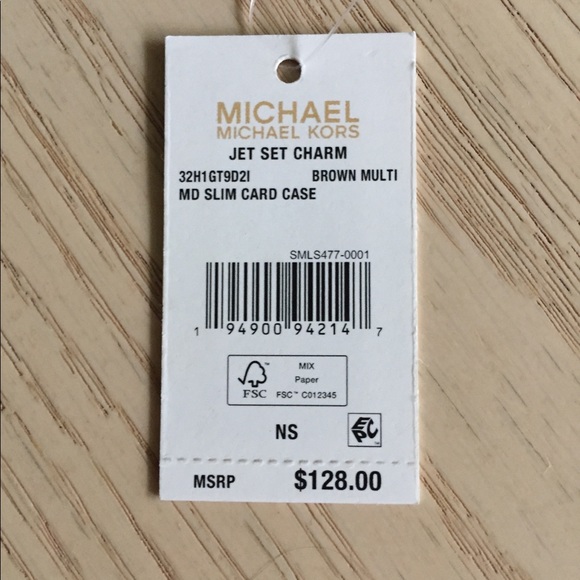 MICHAEL
MICHAEL KORS
JET SET CHARM
32H1GT9D2I BROWN MULTI
MD SLIM CARD CASE
SMLS477-0001
1 94900 94214 7
MIX
Paper
FSC™ C012345
FSC
NS
EPC
MSRP $128.00